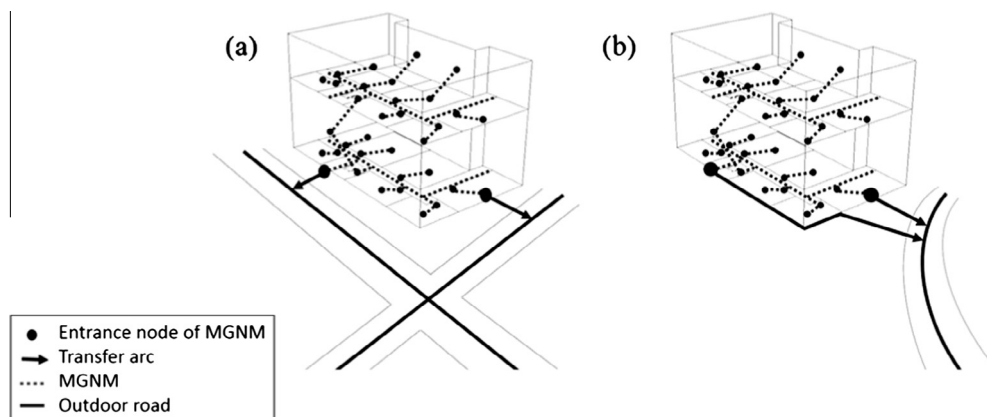 (a)
(b)
Entrance node of MGNM
Transfer arc
MGNM
Outdoor road